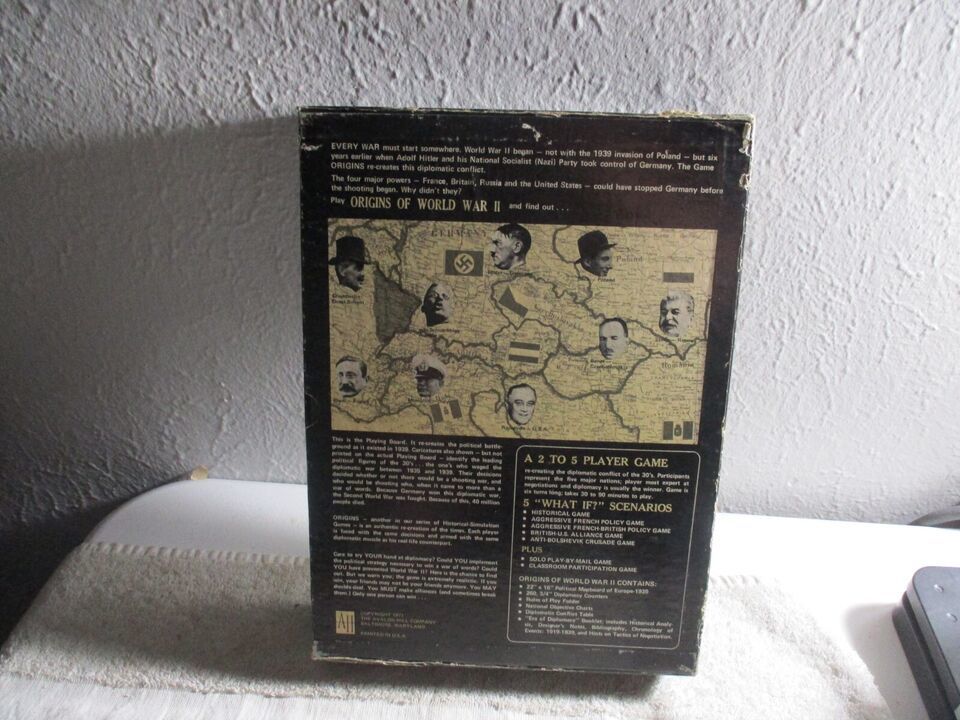 EVERY WAR must start somewhere. World War II began — not with the 1939 invasion of Poland — but six
years earlier when Adolf Hitler and his National Socialist (Nazi) Party took control of Germany. The Game
ORIGINS re-creates this diplomatic conflict.
The four major powers — France, Britain, Russia and the United States — could have stopped Germany before
the shooting began. Why didn't they?
Play ORIGINS OF WORLD WAR II and find out . . .
GERMANY
Poland
Poland
Romania
This is the Playing Board. It re-creates the political battle-
ground as it existed in 1939. Caricatures also shown — but not
printed on the actual Playing Board — identify the leading
political figures of the 30's . . . the one's who waged the
diplomatic war between 1935 and 1939. Their decisions
decided whether or not there would be a shooting war, and
who would be shooting who, when it came to more than a
war of words. Because Germany won this diplomatic war,
the Second World War was fought. Because of this, 40 million
people died.
ORIGINS — another in our series of Historical-Simulation
Games — is an authentic re-creation of the times. Each player
is faced with the same decisions and armed with the same
diplomatic muscle as his real life counterpart.
Care to try YOUR hand at diplomacy? Could YOU implement
the political strategy necessary to win a war of words? Could
YOU have prevented World War II? Here is the chance to find
out. But we warn you; the game is extremely realistic. If you
win, your friends may not be your friends anymore. You MAY
double-deal. You MUST make alliances (and sometimes break
them.) Only one person can win . . .
A 2 TO 5 PLAYER GAME
re-creating the diplomatic conflict of the 30's. Participants
represent the five major nations; player most expert at
negotiations and diplomacy is usually the winner. Game is
six turns long; takes 30 to 90 minutes to play.
5 "WHAT IF?" SCENARIOS
HISTORICAL GAME
AGGRESSIVE FRENCH POLICY GAME
AGGRESSIVE FRENCH-BRITISH POLICY GAME
BRITISH-U.S. ALLIANCE GAME
ANTI-BOLSHEVIK CRUSADE GAME
PLUS
SOLO PLAY-BY-MAIL GAME
CLASSROOM-PARTICIPATION GAME
ORIGINS OF WORLD WAR II CONTAINS:
22" x 16" Political Mapboard of Europe-1939
260, 3/4" Diplomacy Counters
Rules of Play Folder
National Objective Charts
Diplomatic Conflict Table
"Era of Diplomacy" Booklet; includes Historical Analy-
sis, Designer's Notes, Bibliography, Chronology of
Events: 1919-1939, and Hints on Tactics of Negotiation.
AH
COPYRIGHT 1971
THE AVALON HILL COMPANY
BALTIMORE, MARYLAND
PRINTED IN U.S.A.